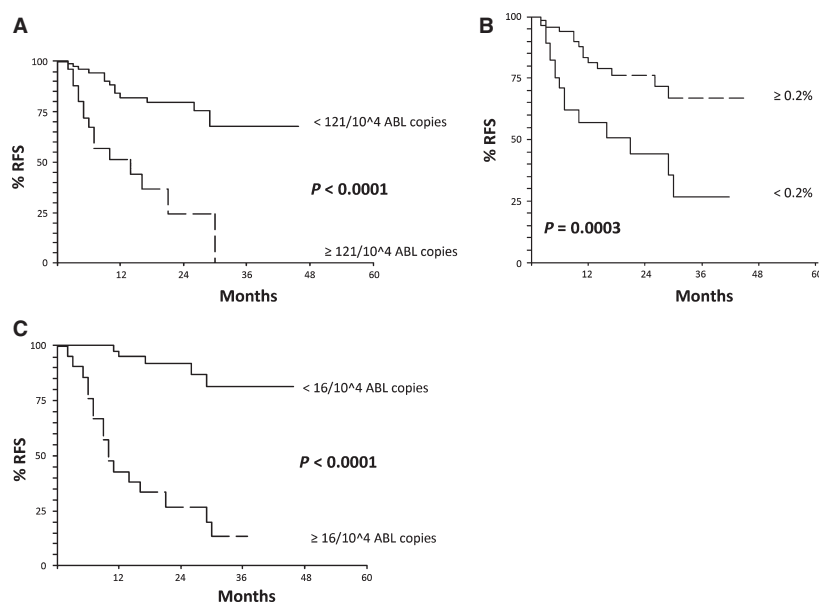 A
100
75
50
25
0
% RFS
12
24
36
48
60
Months
< 121/10^4 ABL copies
P < 0.0001
≥ 121/10^4 ABL copies
B
100
75
50
25
0
% RFS
12
24
36
48
60
Months
≥ 0.2%
< 0.2%
P = 0.0003
C
100
75
50
25
0
% RFS
12
24
36
48
60
Months
< 16/10^4 ABL copies
P < 0.0001
≥ 16/10^4 ABL copies